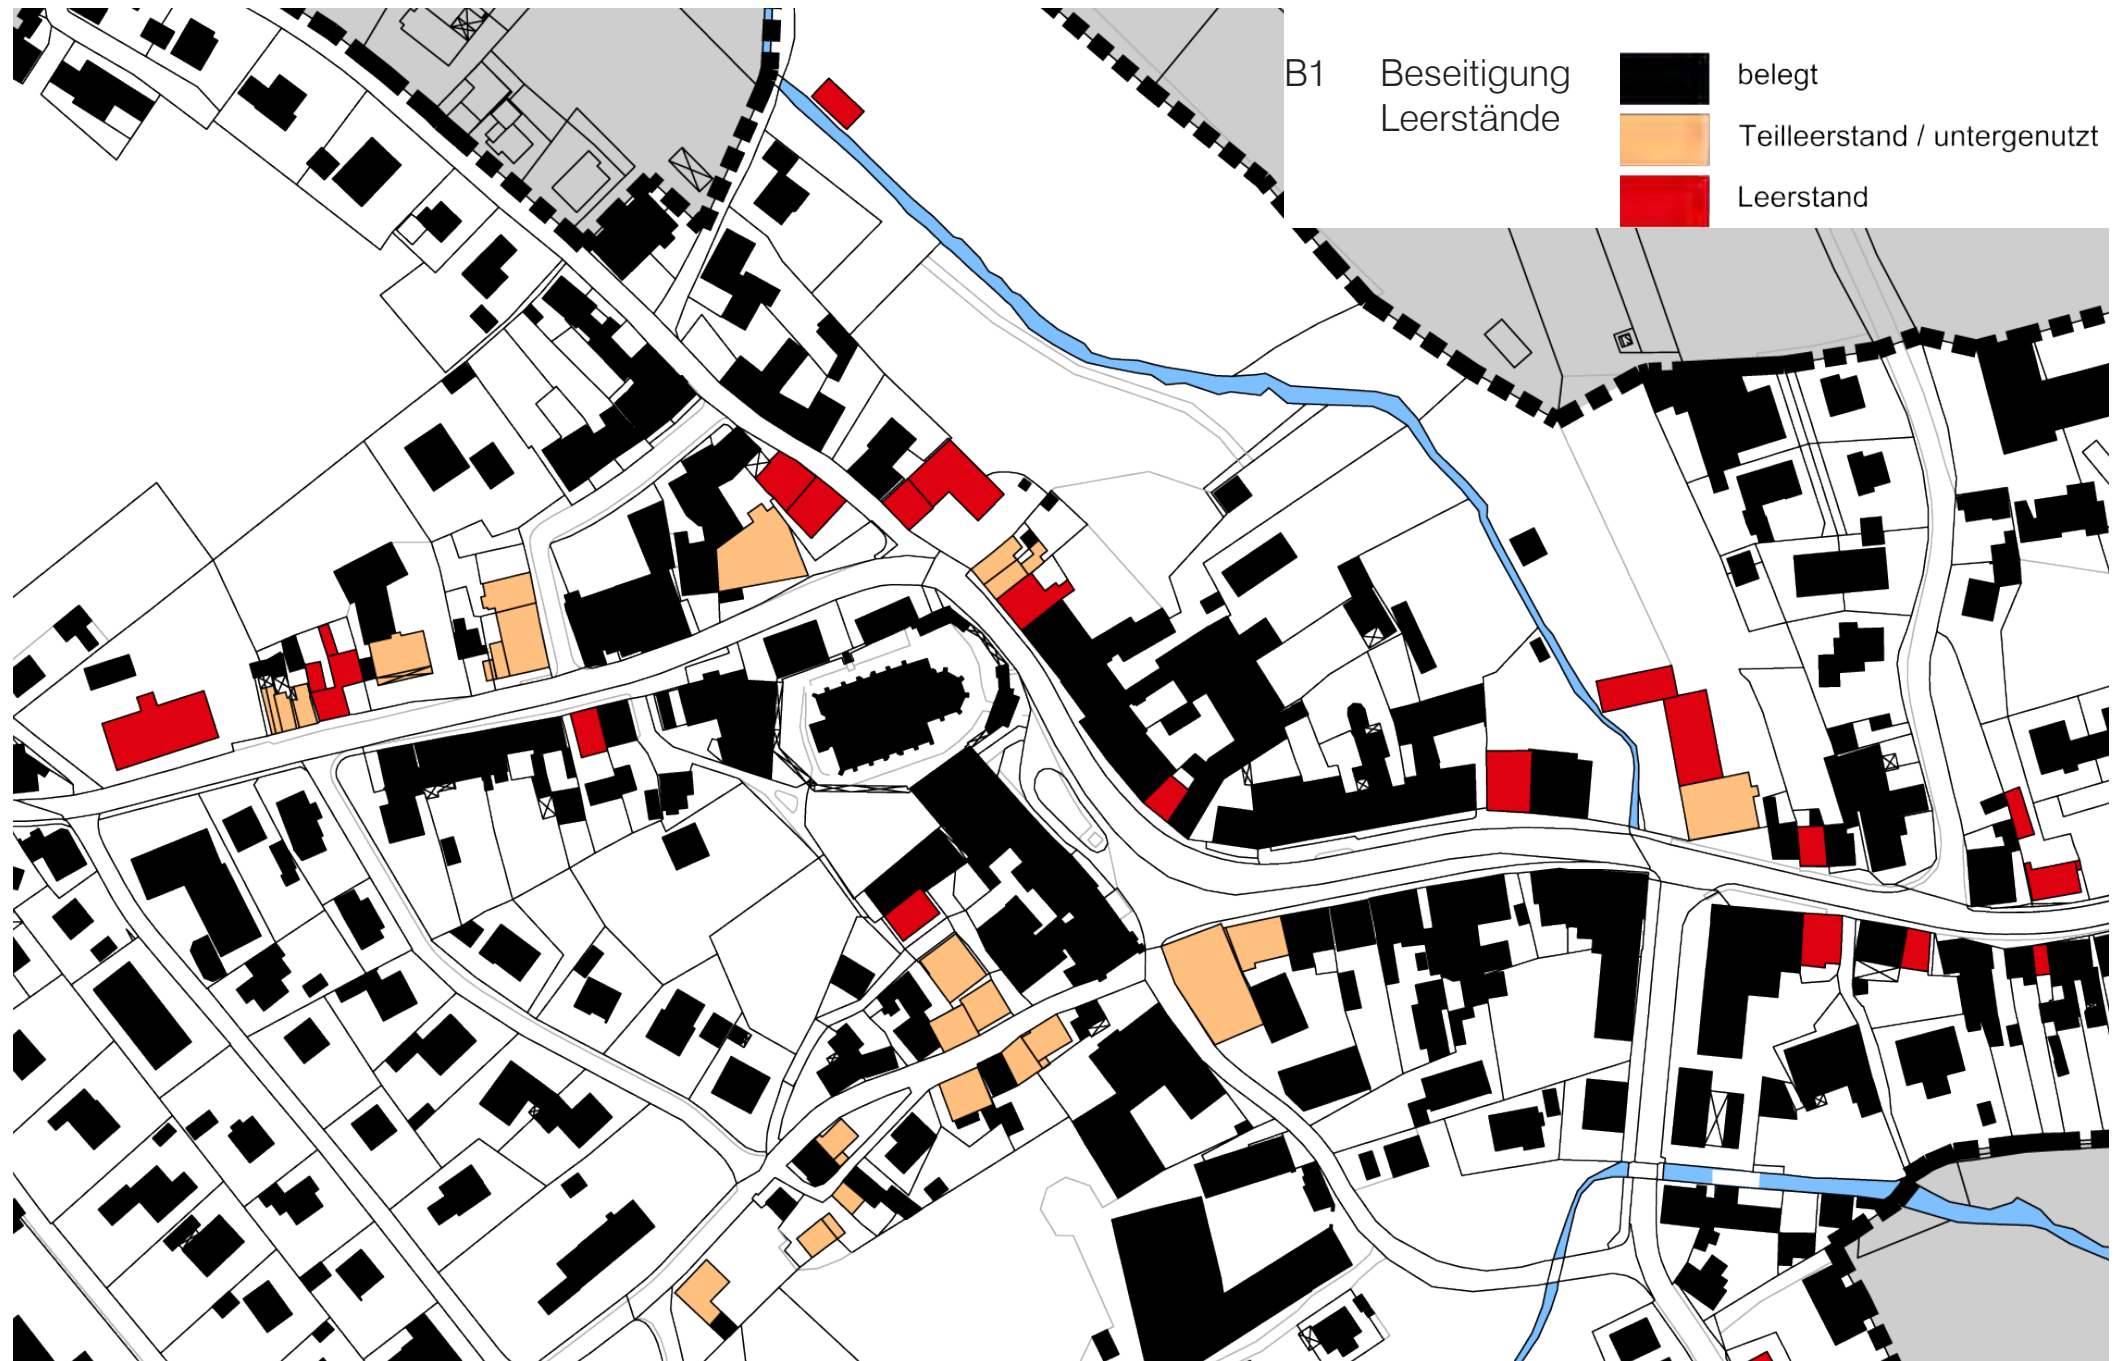 B1 Beseitigung
Leerstände
belegt
Teilleerstand / untergenutzt
Leerstand